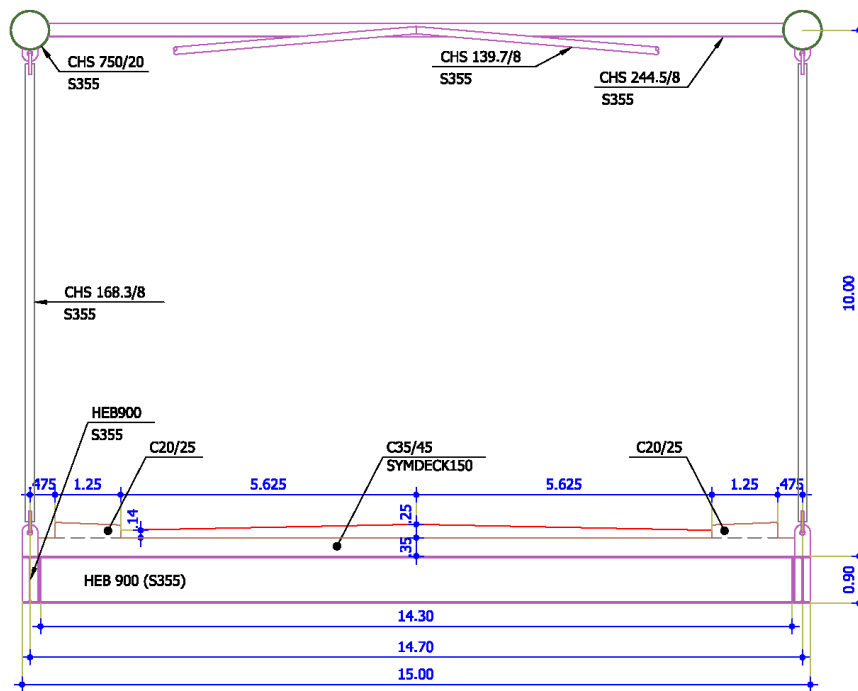 CHS 750/20
S355
CHS 139.7/8
S355
CHS 244.5/8
S355
10.00
CHS 168.3/8
S355
HEB900
S355
C20/25
C35/45
SYMDECK150
C20/25
.475
1.25
5.625
5.625
1.25
.475
.14
.25
.35
HEB 900 (S355)
0.90
14.30
14.70
15.00